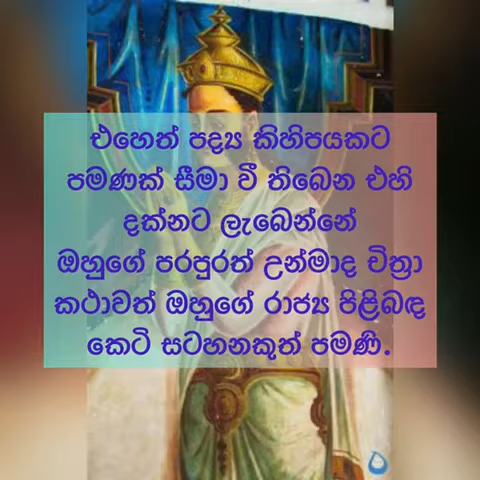 එහෙත් පද්‍ය කිහිපයකට
පමණක් සීමා වී තිබෙන එහි
දක්නට ලැබෙන්නේ
ඔහුගේ පරපුරත් උන්මාද චිත්‍රා
කථාවත් ඔහුගේ රාජ්‍ය පිළිබඳ
කෙටි සටහනකුත් පමණි.